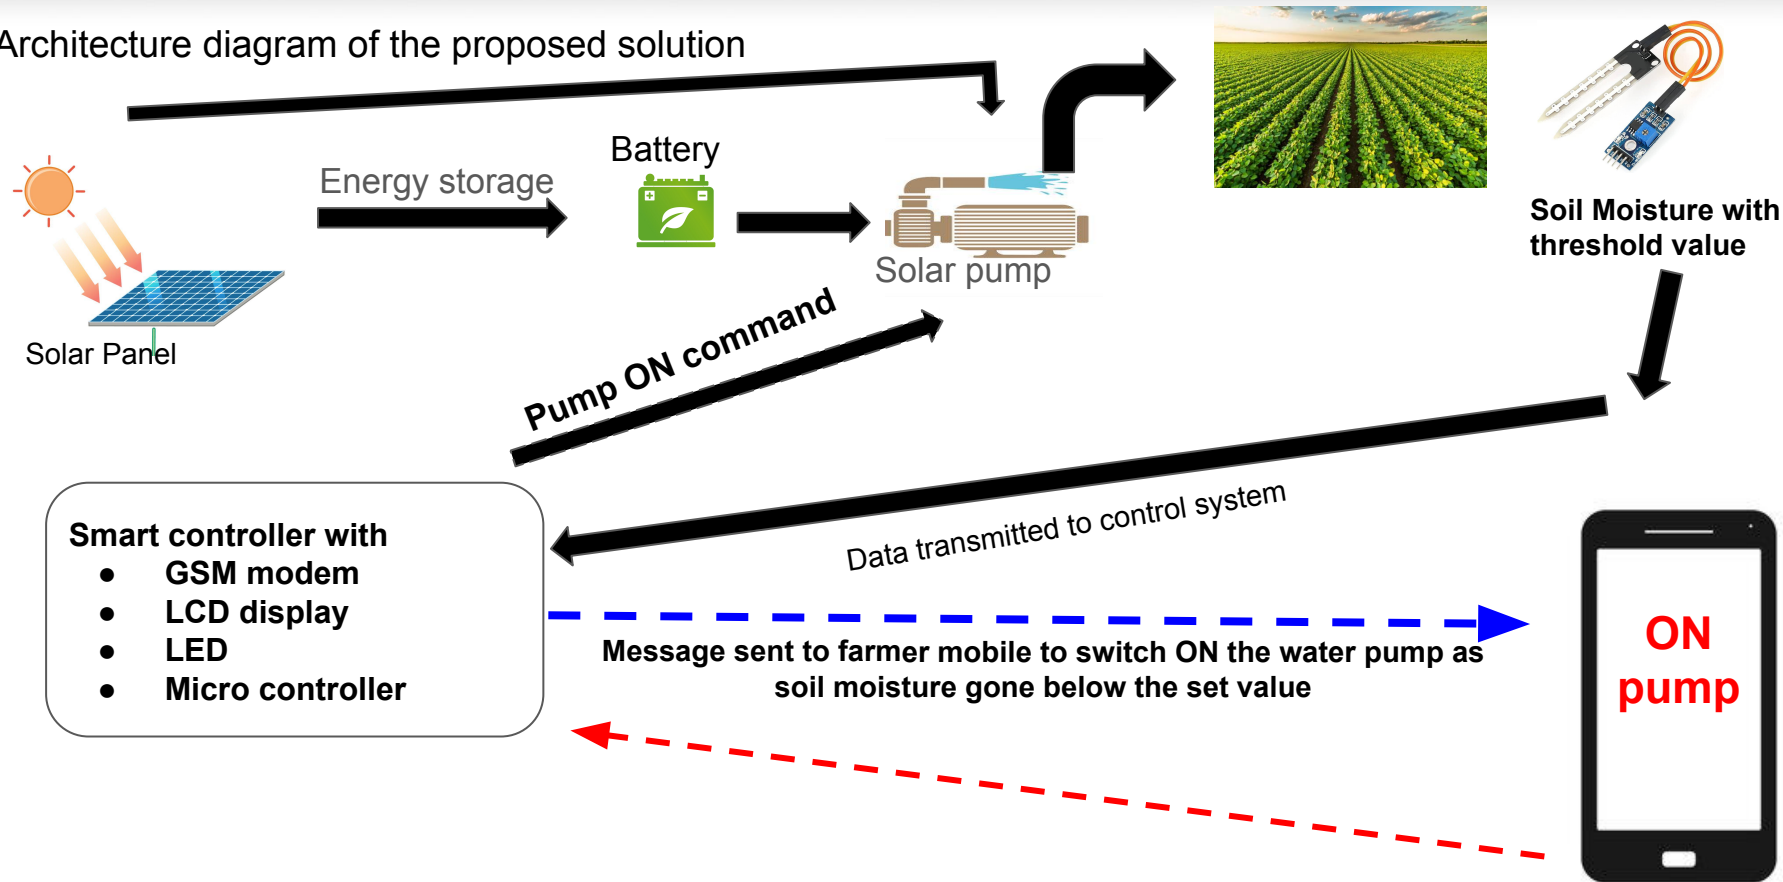 Architecture diagram of the proposed solution
Battery
Energy storage
Solar pump
Solar Panel
Soil Moisture with
threshold value
Pump ON command
Data transmitted to control system
Smart controller with
● GSM modem
● LCD display
● LED
● Micro controller
Message sent to farmer mobile to switch ON the water pump as
soil moisture gone below the set value
ON
pump